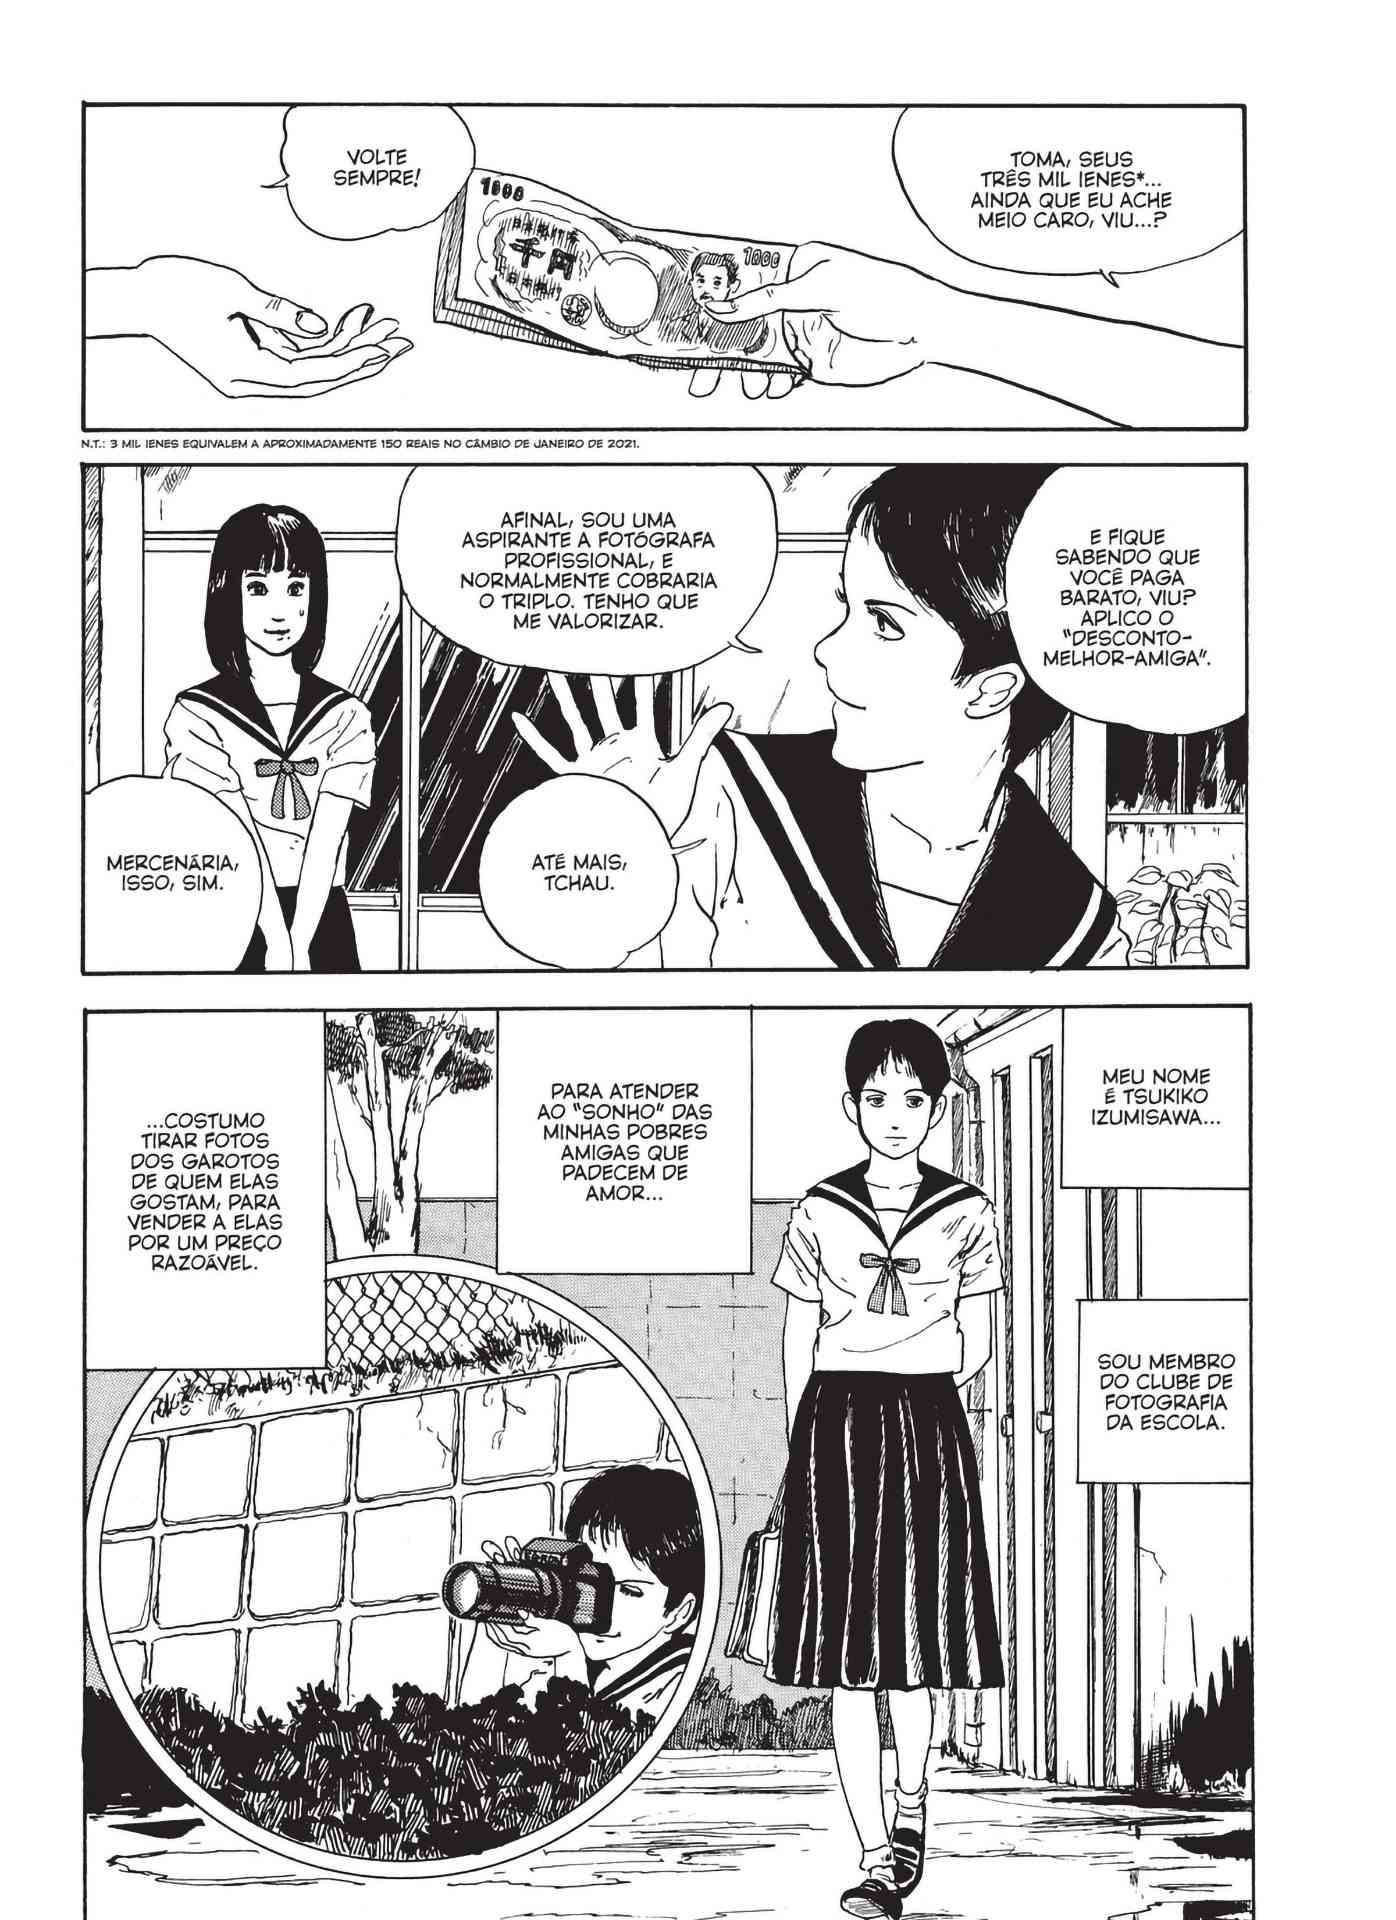 TOMA, SEUS
TRÊS MIL IENES*...
AINDA QUE EU ACHE
MEIO CARO, VIU...?
VOLTE
SEMPRE!
1000
千円
1000
N.T.: 3 MIL IENES EQUIVALEM A APROXIMADAMENTE 150 REAIS NO CÂMBIO DE JANEIRO DE 2021.
E FIQUE
SABENDO QUE
VOCÊ PAGA
BARATO, VIU?
APLICO O
"DESCONTO-
MELHOR-AMIGA".
AFINAL, SOU UMA
ASPIRANTE A FOTÓGRAFA
PROFISSIONAL, E
NORMALMENTE COBRARIA
O TRIPLO. TENHO QUE
ME VALORIZAR.
ATÉ MAIS,
TCHAU.
MERCENÁRIA,
ISSO, SIM.
MEU NOME
É TSUKIKO
IZUMISAWA...
SOU MEMBRO
DO CLUBE DE
FOTOGRAFIA
DA ESCOLA.
PARA ATENDER
AO "SONHO" DAS
MINHAS POBRES
AMIGAS QUE
PADECEM DE
AMOR...
...COSTUMO
TIRAR FOTOS
DOS GAROTOS
DE QUEM ELAS
GOSTAM, PARA
VENDER A ELAS
POR UM PREÇO
RAZOÁVEL.